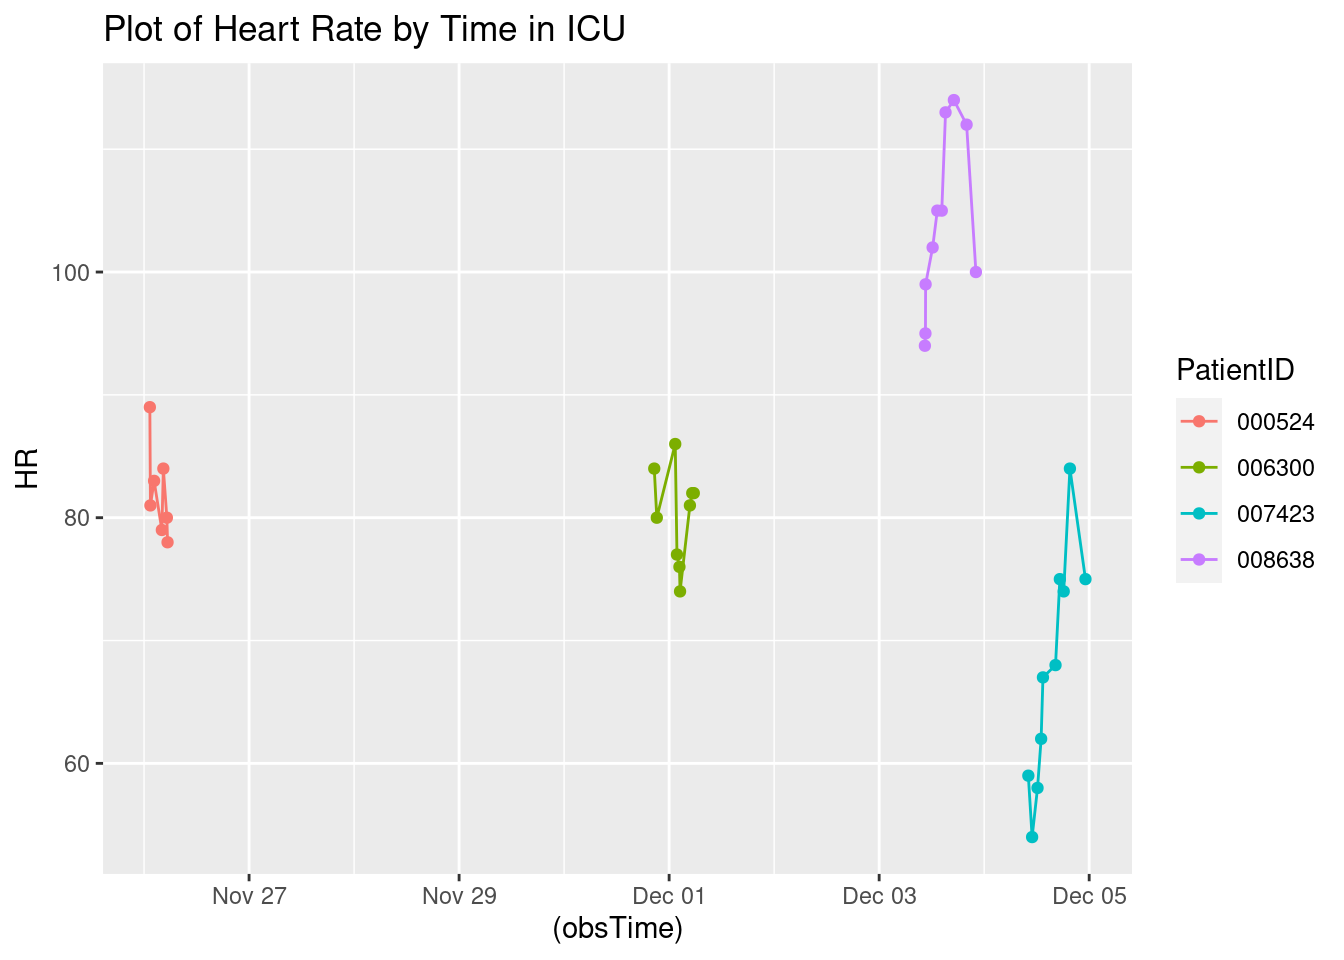 Plot of Heart Rate by Time in ICU
HR
100
80
60
Nov 27 Nov 29 Dec 01 Dec 03 Dec 05
(obsTime)
PatientID
000524
006300
007423
008638